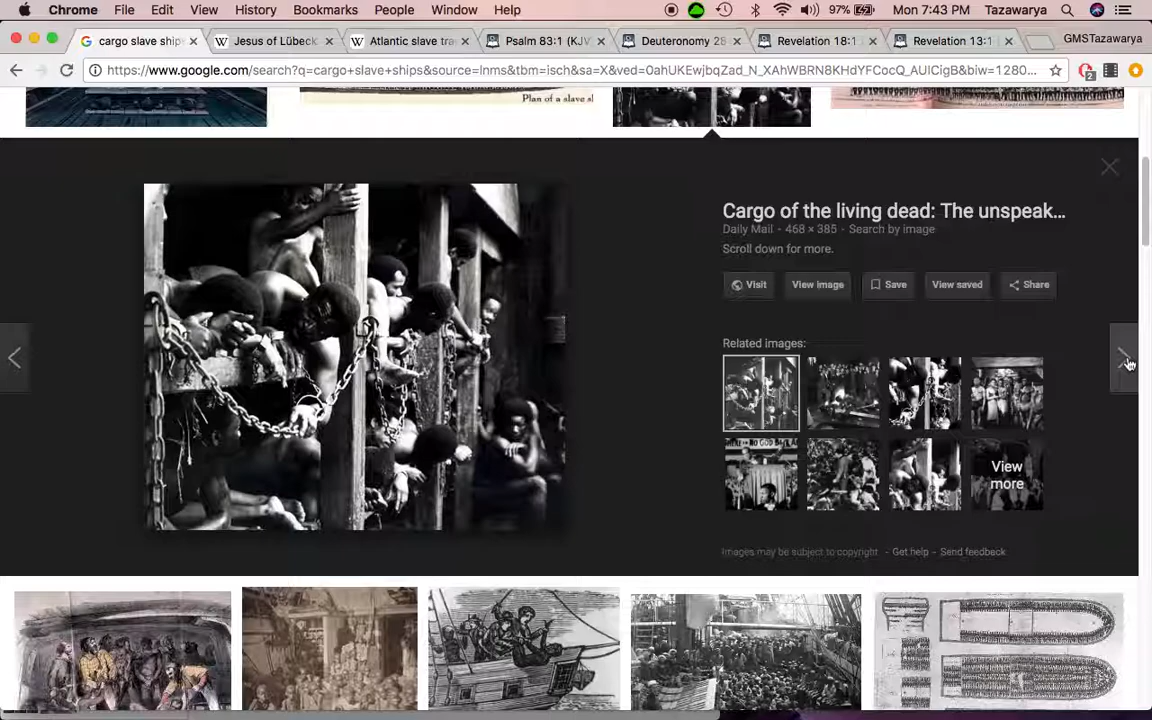 Chrome File Edit View History Bookmarks People Window Help 97% Mon 7:43 PM Tazawarya
cargo slave ships Jesus of Lübeck Atlantic slave tra Psalm 83:1 (KJV Deuteronomy 28 Revelation 18:1 Revelation 13:1 GMSTazawarya
https://www.google.com/search?q=cargo+slave+ships&source=lnms&tbm=isch&sa=X&ved=0ahUKEwjbqZad_N_XAhWBRN8KHdYFCocQ_AUICigB&biw=1280... 2
Plan of a slave sl
Cargo of the living dead: The unspeak...
Daily Mail - 468 × 385 - Search by image
Scroll down for more.
Visit View image Save View saved Share
Related images:
View
more
Images may be subject to copyright - Get help - Send feedback